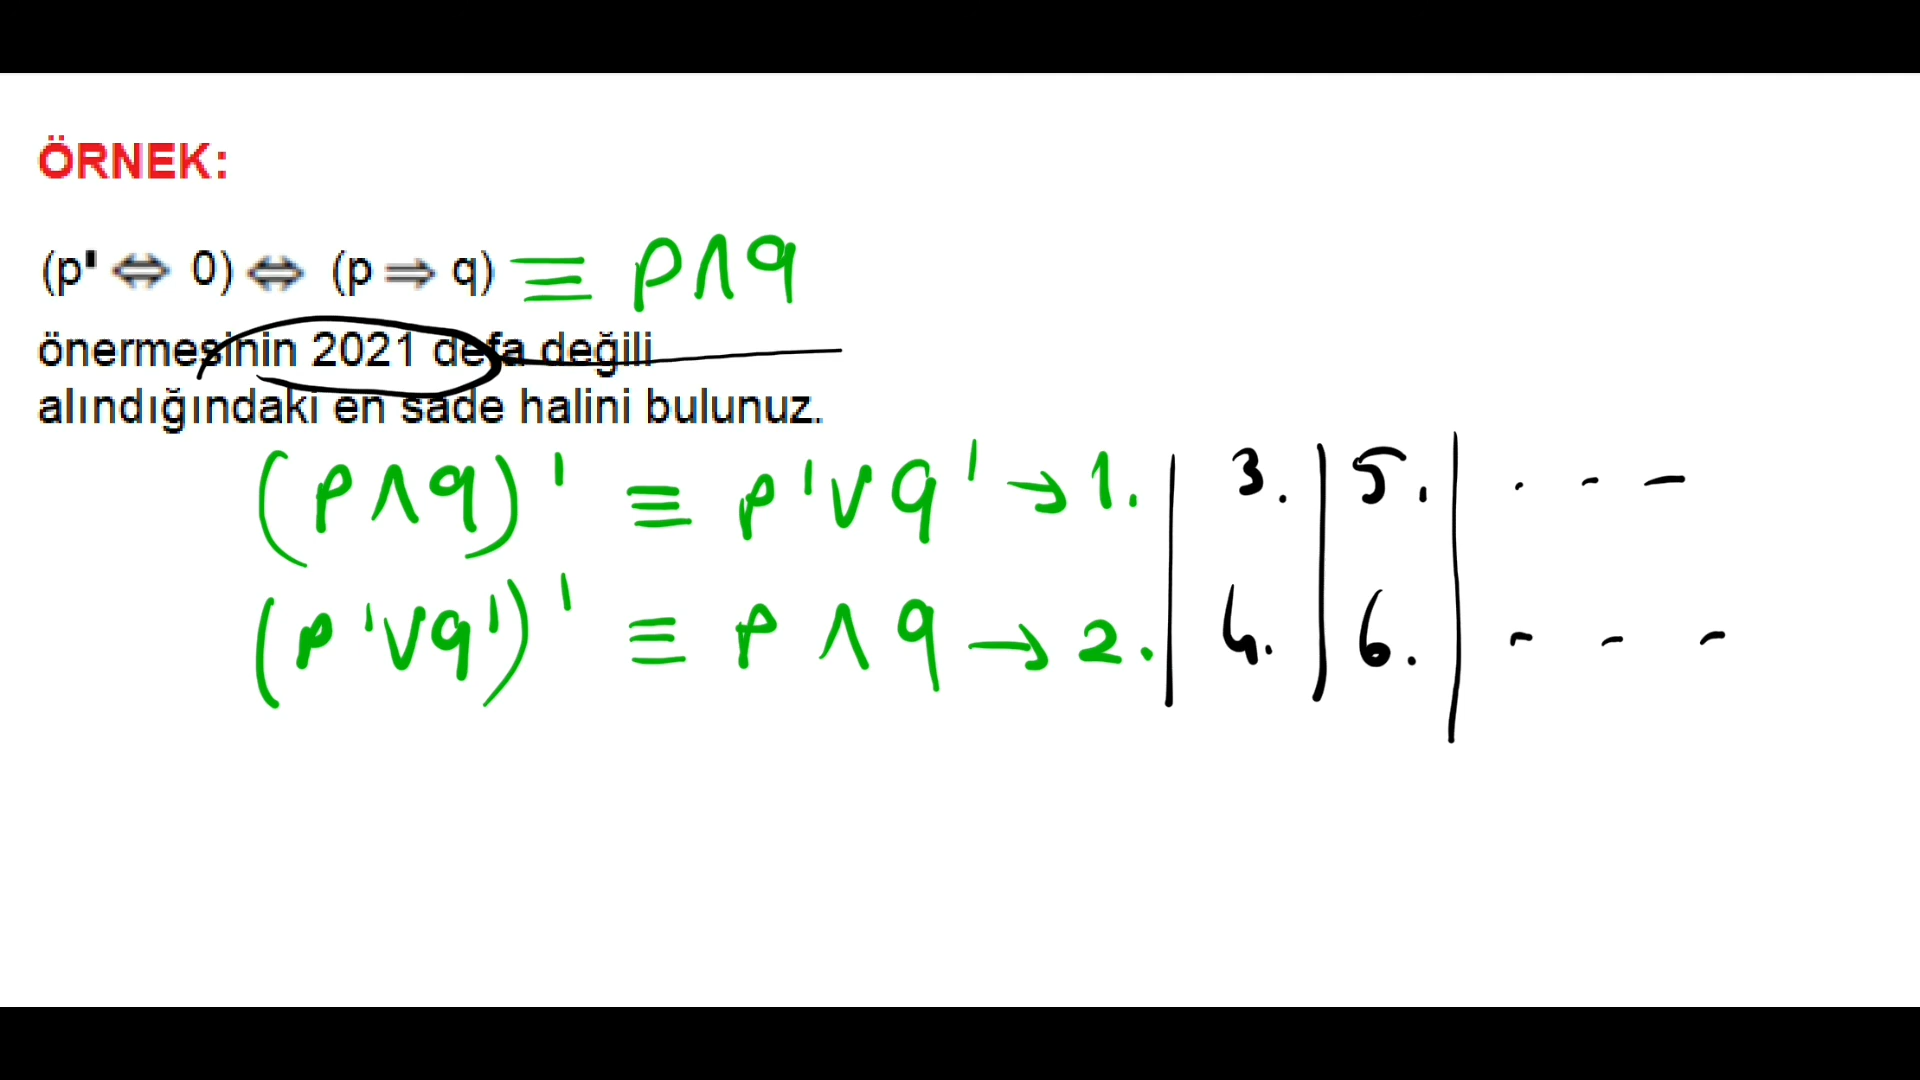 ÖRNEK:
(p' ⇔ 0) ⇔ (p ⇒ q) ≡ p∧q
önermesinin 2021 defa değili
alındığındaki en sade halini bulunuz.
(p∧q)' ≡ p'∨q' → 1. | 3. | 5. | . - -
(p'∨q')' ≡ p∧q → 2. | 4. | 6. | - - -